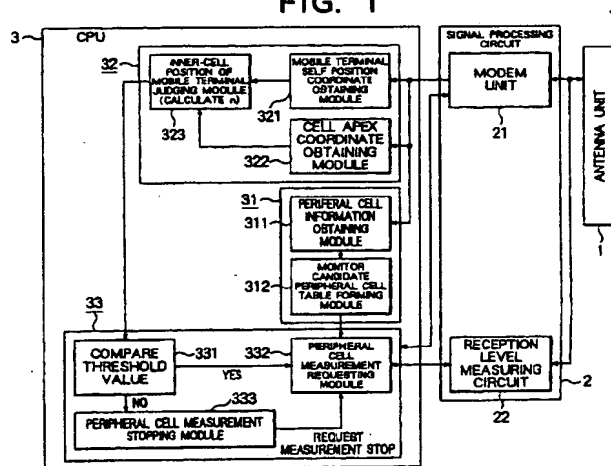 FIG. 1
3
CPU
32
INNER-CELL
POSITION OF
MOBILE TERMINAL
JUDGING MODULE
(CALCULATE n)
323
MOBILE TERMINAL
SELF POSITION
COORDINATE
OBTAINING
MODULE
321
CELL APEX
COORDINATE
OBTAINING
MODULE
322
31
311
PERIFERAL CELL
INFORMATION
OBTAINING
MODULE
312
MONITOR
CANDIDATE
PERIPHERAL CELL
TABLE FORMING
MODULE
33
COMPARE
THRESHOLD
VALUE
331
YES
NO
332
PERIPHERAL
CELL
MEASUREMENT
REQUESTING
MODULE
333
PERIPHERAL CELL MEASUREMENT
STOPPING MODULE
REQUEST
MEASUREMENT STOP
SIGNAL PROCESSING
CIRCUIT
MODEM
UNIT
21
RECEPTION
LEVEL
MEASURING
CIRCUIT
22
2
ANTENNA UNIT
1